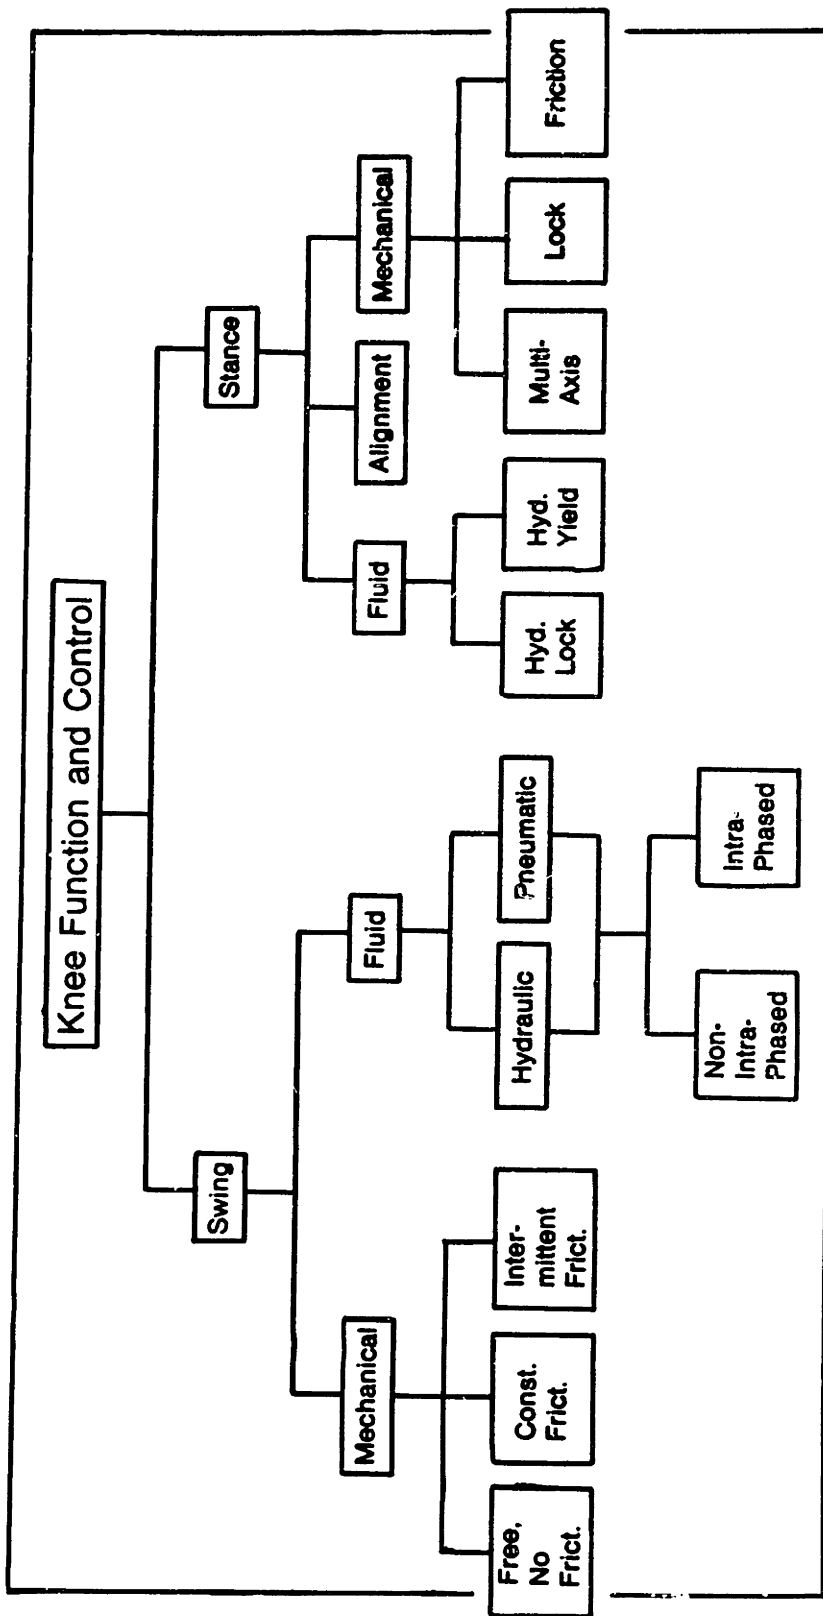 Knee Function and Control
Swing
Stance
Mechanical
Fluid
Fluid
Alignment
Mechanical
Free,
No
Frict.
Const.
Frict.
Inter-
mittent
Frict.
Hydraulic
Pneumatic
Hyd.
Lock
Hyd.
Yield
Multi-
Axis
Lock
Friction
Non-
Intra-
Phased
Intra-
Phased